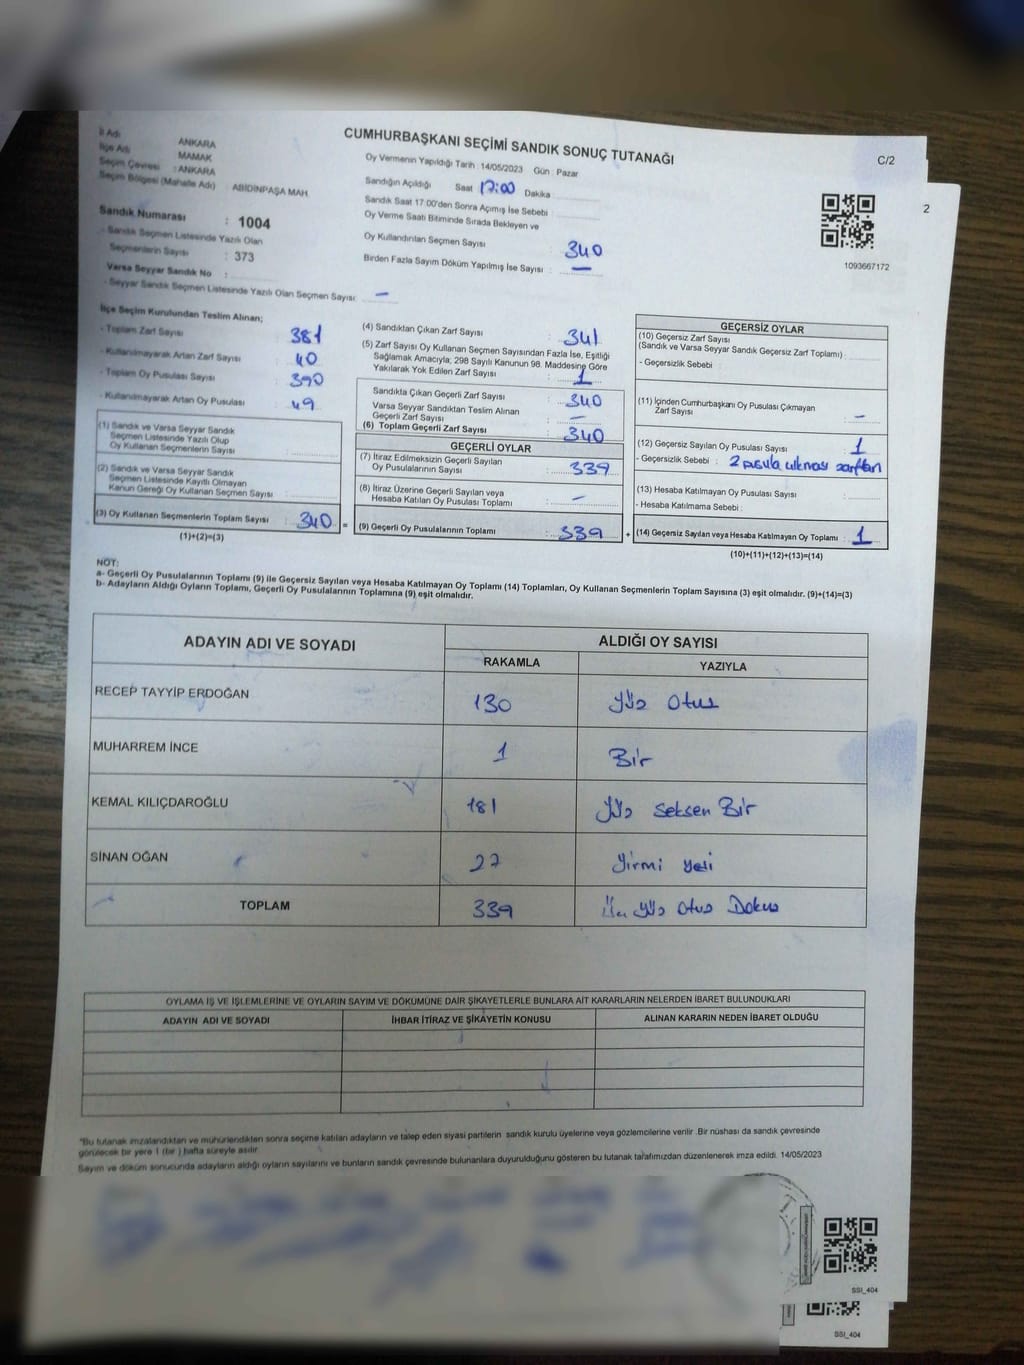 CUMHURBAŞKANI SEÇİMİ SANDIK SONUÇ TUTANAĞI
C/2
2
İl Adı ANKARA
İlçe Adı MAMAK
Seçim Çevresi : ANKARA
Seçim Bölgesi (Mahalle Adı) : ABİDİNPAŞA MAH.
Sandık Numarası : 1004
- Sandık Seçmen Listesinde Yazılı Olan
Seçmenlerin Sayısı : 373
Varsa Seyyar Sandık No :
- Seyyar Sandık Seçmen Listesinde Yazılı Olan Seçmen Sayısı : —
Oy Vermenin Yapıldığı Tarih : 14/05/2023 Gün : Pazar
Sandığın Açıldığı Saat 17:00 Dakika
Sandık Saat 17.00'den Sonra Açımış İse Sebebi :
Oy Verme Saati Bitiminde Sırada Bekleyen ve
Oy Kullandırılan Seçmen Sayısı : 340
Birden Fazla Sayım Döküm Yapılmış İse Sayısı : —
1093667172
İlçe Seçim Kurulundan Teslim Alınan;
- Toplam Zarf Sayısı : 381
- Kullanılmayarak Artan Zarf Sayısı : 40
- Toplam Oy Pusulası Sayısı : 390
- Kullanılmayarak Artan Oy Pusulası : 49
(1) Sandık ve Varsa Seyyar Sandık
Seçmen Listesinde Yazılı Olup
Oy Kullanan Seçmenlerin Sayısı :
(2) Sandık ve Varsa Seyyar Sandık
Seçmen Listesinde Kayıtlı Olmayan
Kanun Gereği Oy Kullanan Seçmen Sayısı :
(3) Oy Kullanan Seçmenlerin Toplam Sayısı : 340 =
(1)+(2)=(3)
(4) Sandıktan Çıkan Zarf Sayısı : 341
(5) Zarf Sayısı Oy Kullanan Seçmen Sayısından Fazla İse, Eşitliği
Sağlamak Amacıyla; 298 Sayılı Kanunun 98. Maddesine Göre
Yakılarak Yok Edilen Zarf Sayısı : 1
Sandıkta Çıkan Geçerli Zarf Sayısı : 340
Varsa Seyyar Sandıktan Teslim Alınan
Geçerli Zarf Sayısı : —
(6) Toplam Geçerli Zarf Sayısı : 340
GEÇERLİ OYLAR
(7) İtiraz Edilmeksizin Geçerli Sayılan
Oy Pusulalarının Sayısı : 339
(8) İtiraz Üzerine Geçerli Sayılan veya
Hesaba Katılan Oy Pusulası Toplamı : —
(9) Geçerli Oy Pusulalarının Toplamı : 339 +
GEÇERSİZ OYLAR
(10) Geçersiz Zarf Sayısı
(Sandık ve Varsa Seyyar Sandık Geçersiz Zarf Toplamı) :
- Geçersizlik Sebebi :
(11) İçinden Cumhurbaşkanı Oy Pusulası Çıkmayan
Zarf Sayısı : —
(12) Geçersiz Sayılan Oy Pusulası Sayısı : 1
- Geçersizlik Sebebi : 2 pusula çıkması zarftan
(13) Hesaba Katılmayan Oy Pusulası Sayısı :
- Hesaba Katılmama Sebebi :
(14) Geçersiz Sayılan veya Hesaba Katılmayan Oy Toplamı : 1
(10)+(11)+(12)+(13)=(14)
NOT:
a- Geçerli Oy Pusulalarının Toplamı (9) ile Geçersiz Sayılan veya Hesaba Katılmayan Oy Toplamı (14) Toplamları, Oy Kullanan Seçmenlerin Toplam Sayısına (3) eşit olmalıdır. (9)+(14)=(3)
b- Adayların Aldığı Oyların Toplamı, Geçerli Oy Pusulalarının Toplamına (9) eşit olmalıdır.
ADAYIN ADI VE SOYADI ALDIĞI OY SAYISI
RAKAMLA YAZIYLA
RECEP TAYYİP ERDOĞAN 130 Yüz Otuz
MUHARREM İNCE 1 Bir
KEMAL KILIÇDAROĞLU 181 Yüz Seksen Bir
SİNAN OĞAN 27 Yirmi Yedi
TOPLAM 339 Üç Yüz Otuz Dokuz
OYLAMA İŞ VE İŞLEMLERİNE VE OYLARIN SAYIM VE DÖKÜMÜNE DAİR ŞİKAYETLERLE BUNLARA AİT KARARLARIN NELERDEN İBARET BULUNDUKLARI
ADAYIN ADI VE SOYADI İHBAR İTİRAZ VE ŞİKAYETİN KONUSU ALINAN KARARIN NEDEN İBARET OLDUĞU
"Bu tutanak imzalandıktan ve mühürlendikten sonra seçime katılan adayların ve talep eden siyasi partilerin sandık kurulu üyelerine veya gözlemcilerine verilir. Bir nüshası da sandık çevresinde
görülecek bir yere 1 (bir ) hafta süreyle asılır.
Sayım ve döküm sonucunda adayların aldığı oyların sayılarını ve bunların sandık çevresinde bulunanlara duyurulduğunu gösteren bu tutanak tarafımızdan düzenlenerek imza edildi. 14/05/2023
SSI_404
SSI_404